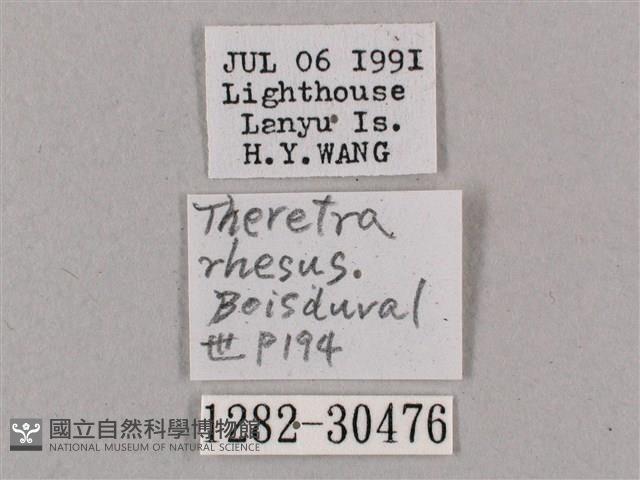 JUL 06 1991
Lighthouse
Lanyu Is.
H.Y.WANG
Theretra
rhesus.
Boisduval
世 P194
1282-30476
國立自然科學博物館
NATIONAL MUSEUM OF NATURAL SCIENCE